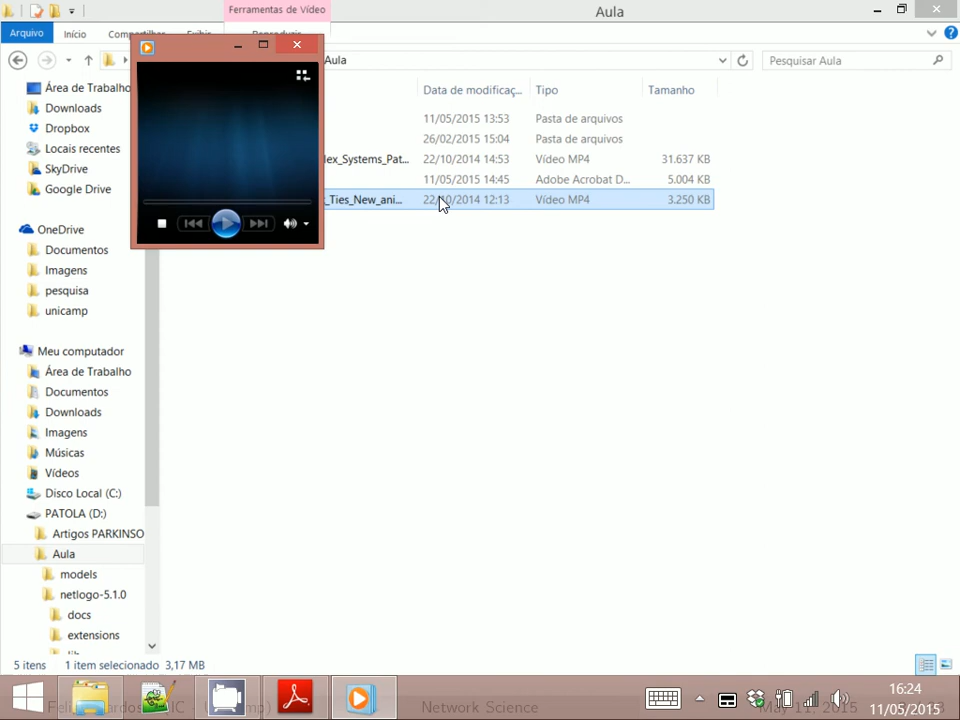 Ferramentas de Vídeo
Aula
Arquivo
Início
Compartilhar
Exibir
Reproduzir
Aula
Pesquisar Aula
Data de modificaç...
Tipo
Tamanho
11/05/2015 13:53
Pasta de arquivos
26/02/2015 15:04
Pasta de arquivos
lex_Systems_Pat...
22/10/2014 14:53
Vídeo MP4
31.637 KB
11/05/2015 14:45
Adobe Acrobat D...
5.004 KB
_Ties_New_ani...
22/10/2014 12:13
Vídeo MP4
3.250 KB
Área de Trabalho
Downloads
Dropbox
Locais recentes
SkyDrive
Google Drive
OneDrive
Documentos
Imagens
pesquisa
unicamp
Meu computador
Área de Trabalho
Documentos
Downloads
Imagens
Músicas
Vídeos
Disco Local (C:)
PATOLA (D:)
Artigos PARKINSO
Aula
models
netlogo-5.1.0
docs
extensions
5 itens
1 item selecionado
3,17 MB
Network Science
May 11, 2015
16:24
11/05/2015